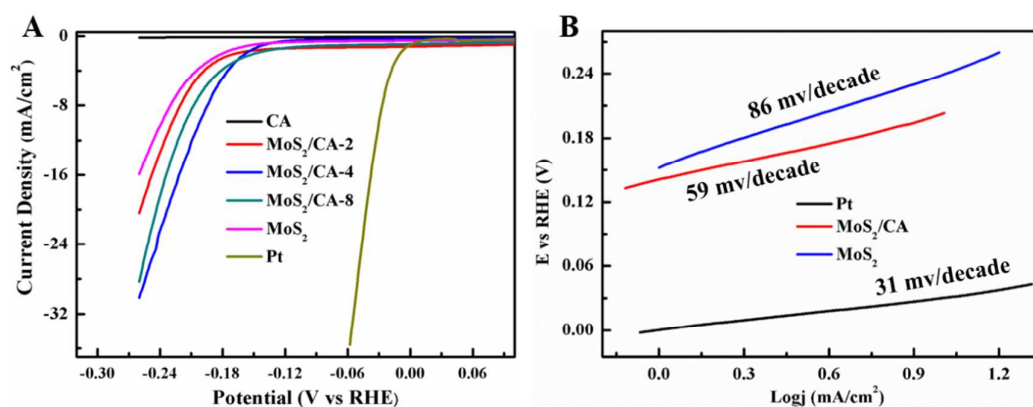 A
Current Density (mA/cm²)
0
-8
-16
-24
-32
CA
MoS₂/CA-2
MoS₂/CA-4
MoS₂/CA-8
MoS₂
Pt
-0.30 -0.24 -0.18 -0.12 -0.06 0.00 0.06
Potential (V vs RHE)
B
E vs RHE (V)
0.24
0.18
0.12
0.06
0.00
86 mv/decade
59 mv/decade
Pt
MoS₂/CA
MoS₂
31 mv/decade
0.0 0.3 0.6 0.9 1.2
Logj (mA/cm²)